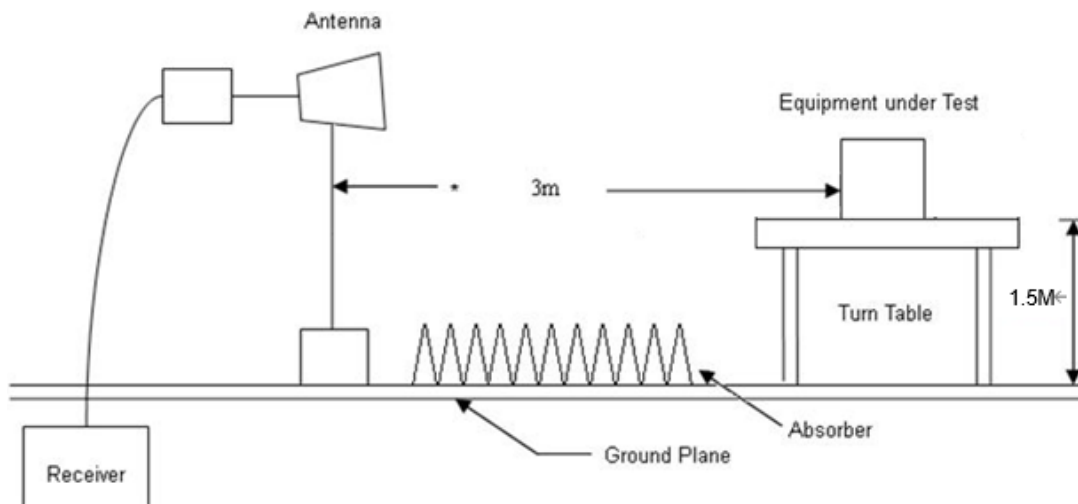 Antenna
Equipment under Test
* 3m
1.5M←
Turn Table
Absorber
Ground Plane
Receiver